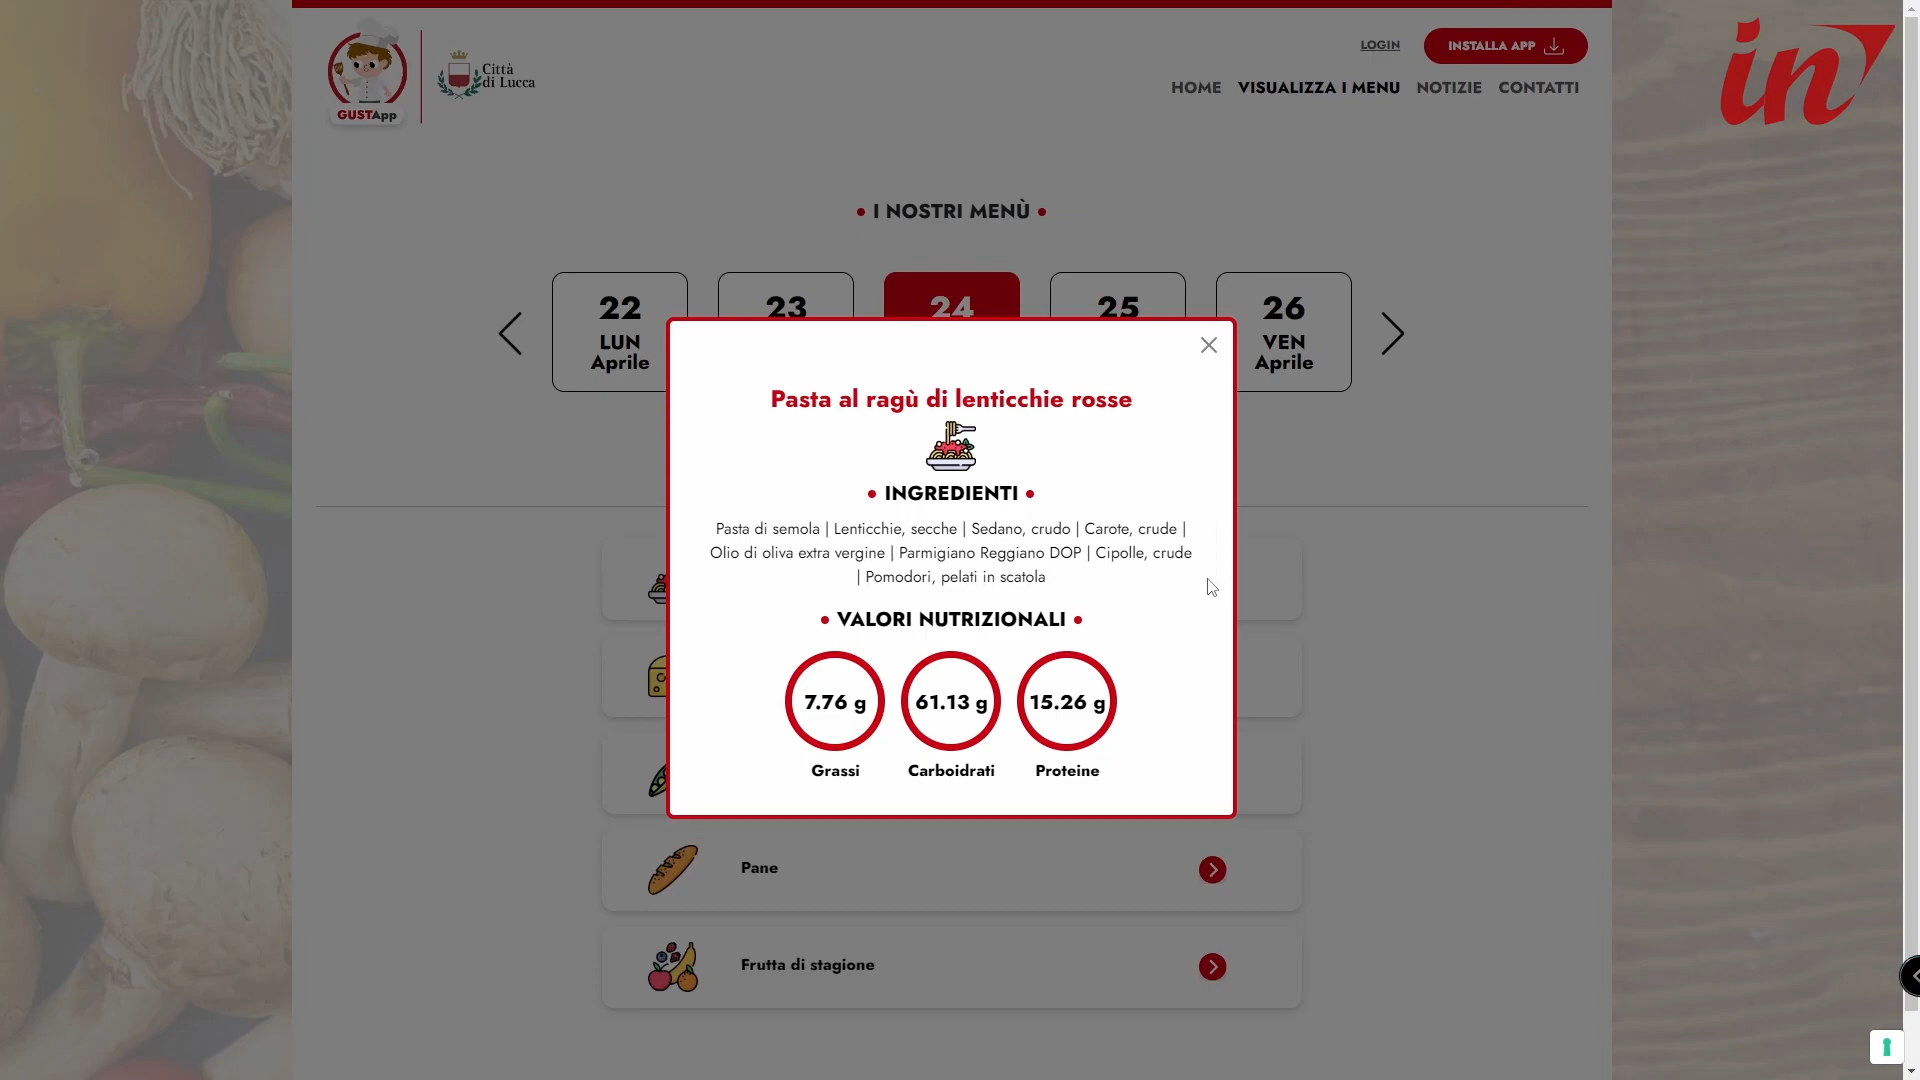 LOGIN
INSTALLA APP
in
Città
di Lucca
GUSTApp
HOME
VISUALIZZA I MENU
NOTIZIE
CONTATTI
I NOSTRI MENÙ
22
LUN
Aprile
23
24
25
26
VEN
Aprile
Pasta al ragù di lenticchie rosse
INGREDIENTI
Pasta di semola | Lenticchie, secche | Sedano, crudo | Carote, crude |
Olio di oliva extra vergine | Parmigiano Reggiano DOP | Cipolle, crude
| Pomodori, pelati in scatola
VALORI NUTRIZIONALI
7.76 g
61.13 g
15.26 g
Grassi
Carboidrati
Proteine
Pane
Frutta di stagione